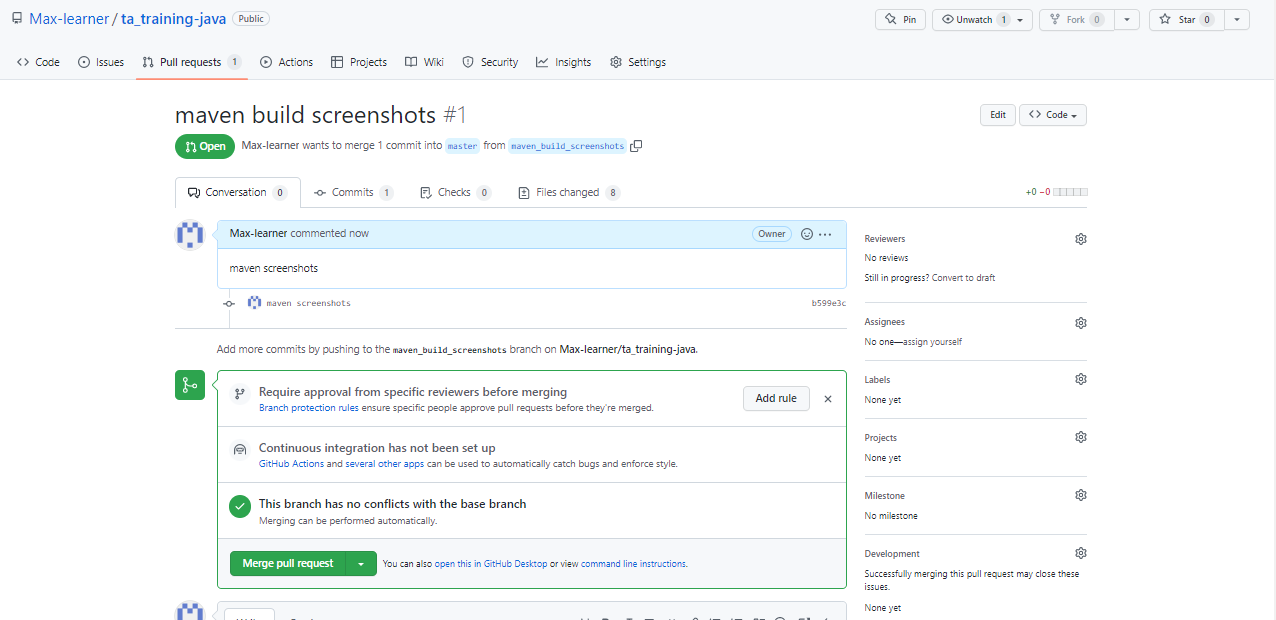 Max-learner / ta_training-java Public
Pin Unwatch 1 Fork 0 Star 0
Code Issues Pull requests 1 Actions Projects Wiki Security Insights Settings
maven build screenshots #1
Edit Code
Open Max-learner wants to merge 1 commit into master from maven_build_screenshots
Conversation 0 Commits 1 Checks 0 Files changed 8
+0 −0
Max-learner commented now Owner
maven screenshots
maven screenshots b599e3c
Add more commits by pushing to the maven_build_screenshots branch on Max-learner/ta_training-java.
Require approval from specific reviewers before merging
Branch protection rules ensure specific people approve pull requests before they're merged.
Add rule
Continuous integration has not been set up
GitHub Actions and several other apps can be used to automatically catch bugs and enforce style.
This branch has no conflicts with the base branch
Merging can be performed automatically.
Merge pull request You can also open this in GitHub Desktop or view command line instructions.
Reviewers
No reviews
Still in progress? Convert to draft
Assignees
No one—assign yourself
Labels
None yet
Projects
None yet
Milestone
No milestone
Development
Successfully merging this pull request may close these
issues.
None yet